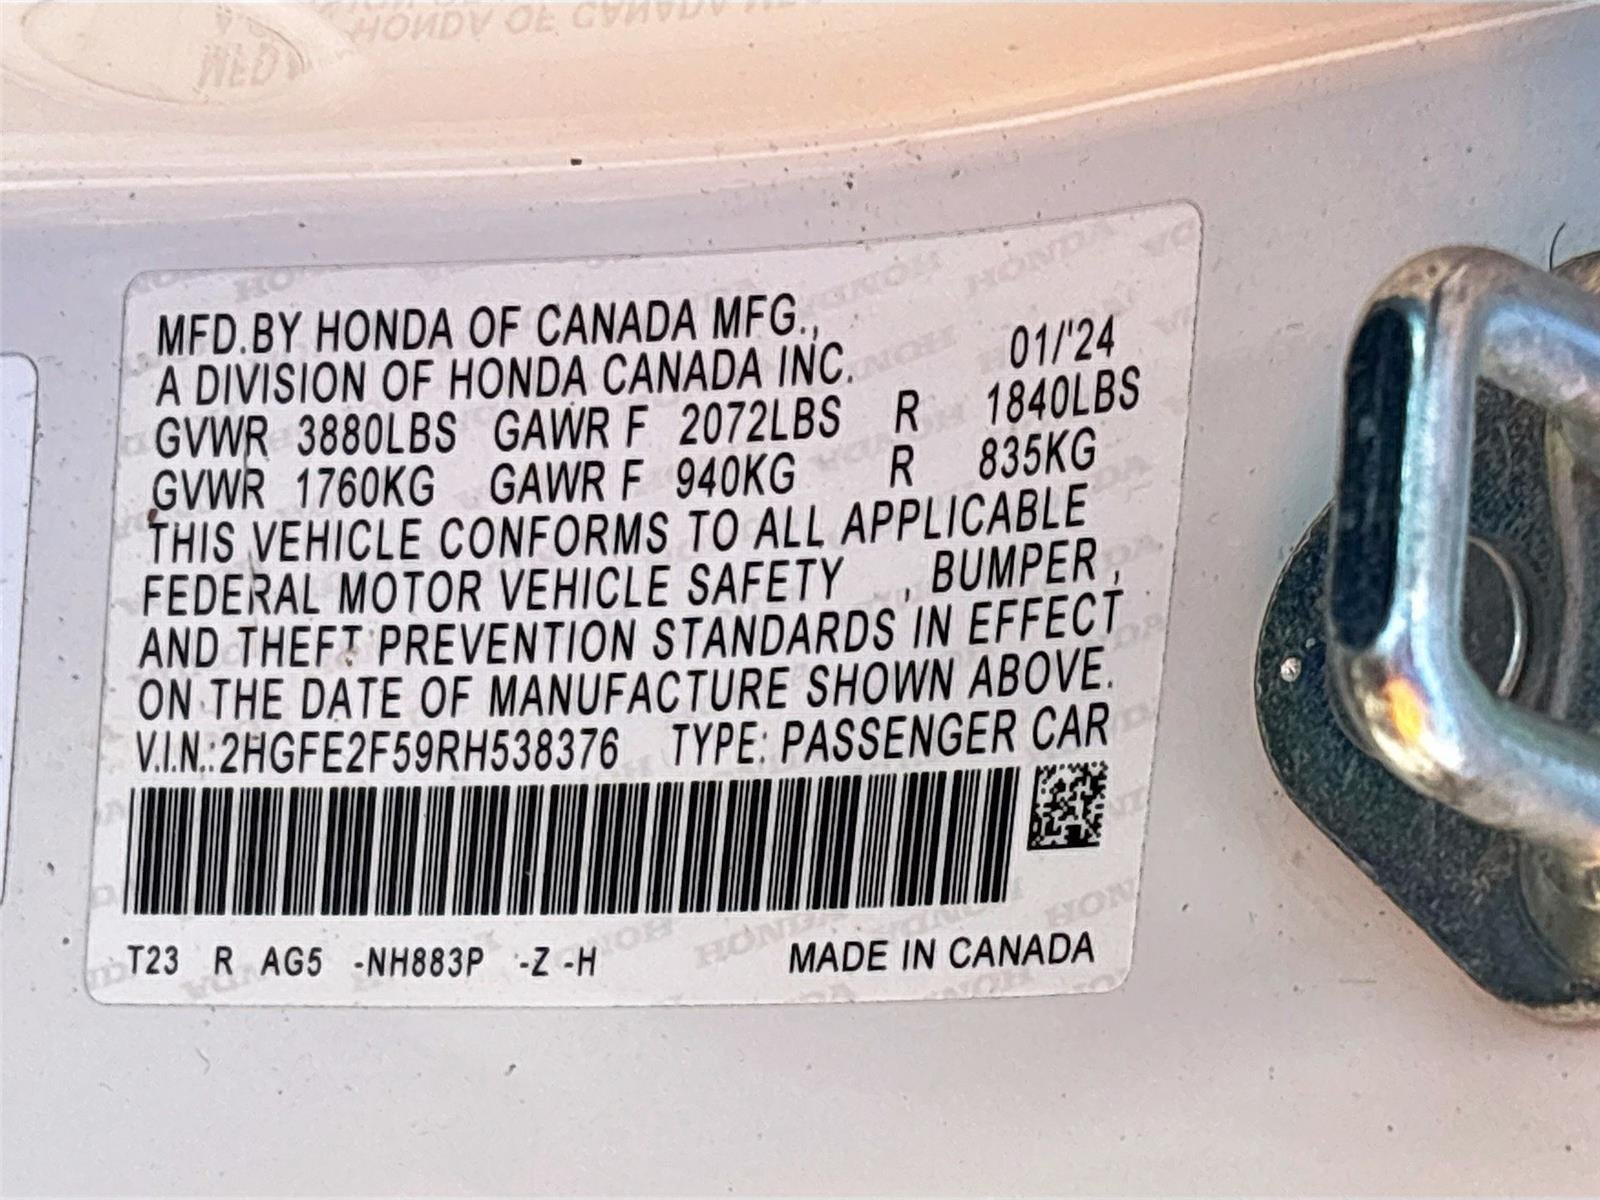 MFD.BY HONDA OF CANADA MFG.,
A DIVISION OF HONDA CANADA INC. 01/'24
GVWR 3880LBS GAWR F 2072LBS R 1840LBS
GVWR 1760KG GAWR F 940KG R 835KG
THIS VEHICLE CONFORMS TO ALL APPLICABLE
FEDERAL MOTOR VEHICLE SAFETY , BUMPER,
AND THEFT PREVENTION STANDARDS IN EFFECT
ON THE DATE OF MANUFACTURE SHOWN ABOVE.
V.I.N.:2HGFE2F59RH538376 TYPE: PASSENGER CAR
T23 R AG5 -NH883P -Z -H MADE IN CANADA